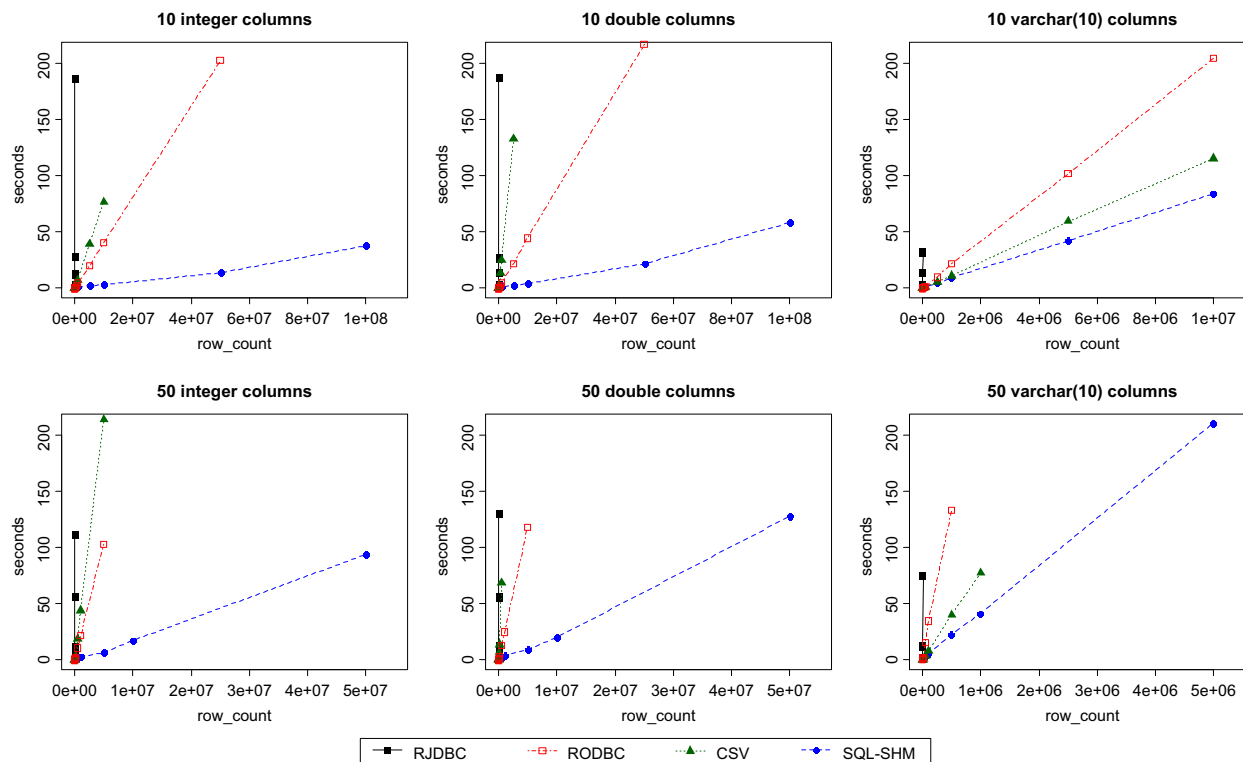 10 integer columns
10 double columns
10 varchar(10) columns
seconds
0 50 100 150 200
0e+00 2e+07 4e+07 6e+07 8e+07 1e+08
row_count
seconds
0 50 100 150 200
0e+00 2e+07 4e+07 6e+07 8e+07 1e+08
row_count
seconds
0 50 100 150 200
0e+00 2e+06 4e+06 6e+06 8e+06 1e+07
row_count
50 integer columns
50 double columns
50 varchar(10) columns
seconds
0 50 100 150 200
0e+00 1e+07 2e+07 3e+07 4e+07 5e+07
row_count
seconds
0 50 100 150 200
0e+00 1e+07 2e+07 3e+07 4e+07 5e+07
row_count
seconds
0 50 100 150 200
0e+00 1e+06 2e+06 3e+06 4e+06 5e+06
row_count
RJDBC RODBC CSV SQL-SHM